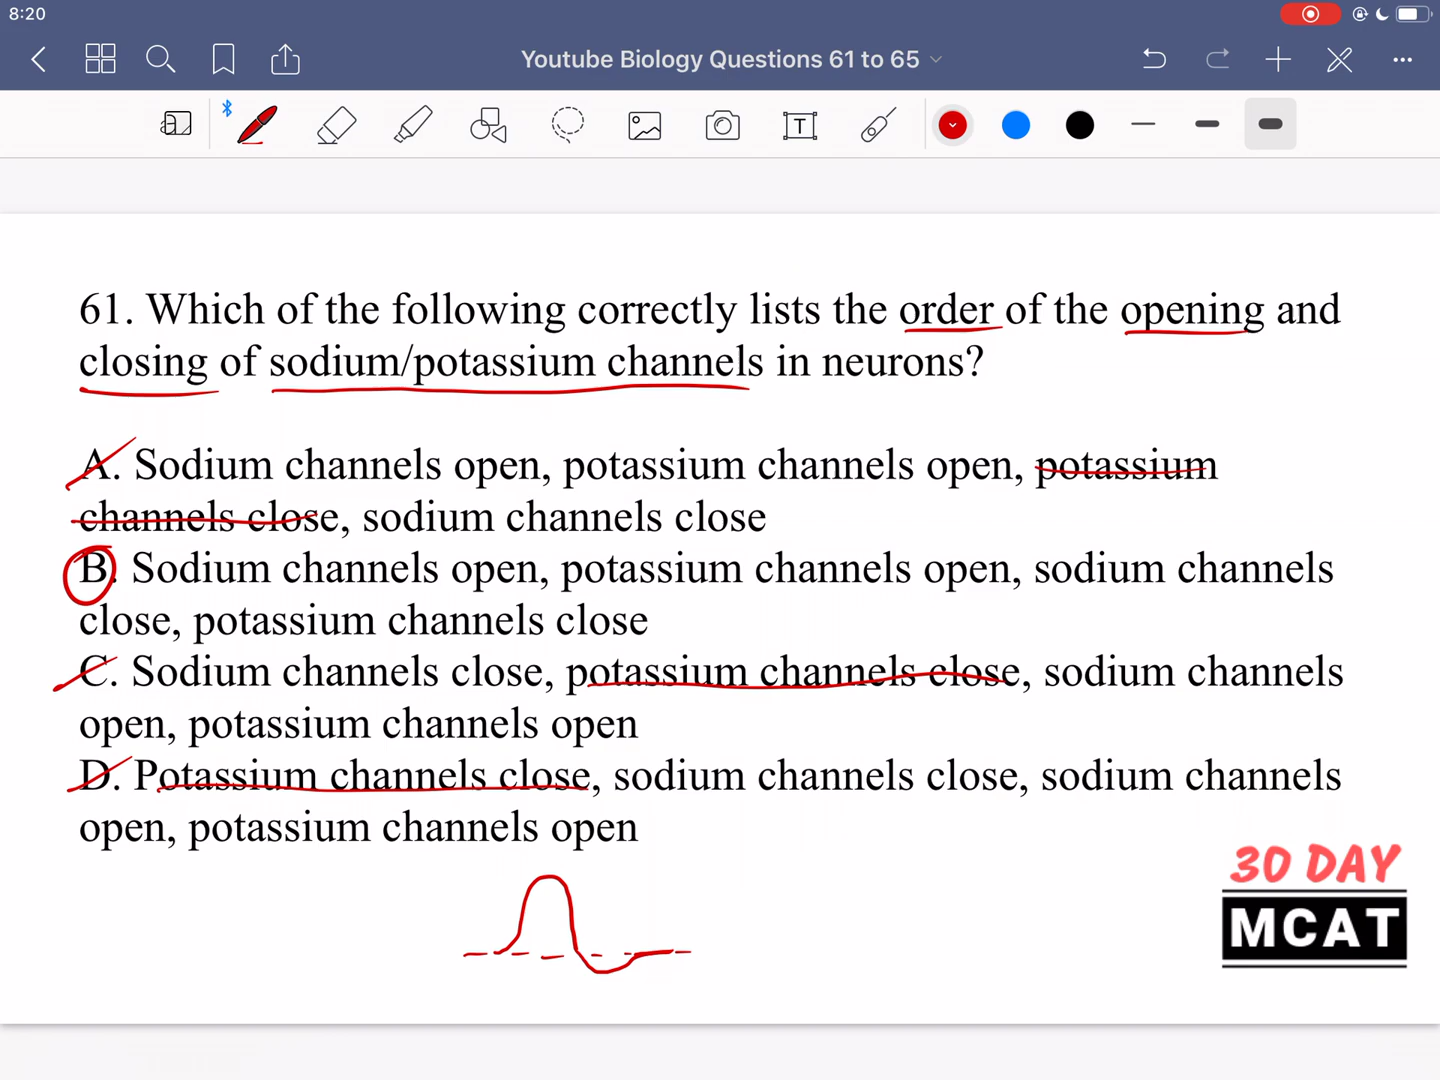 8:20
Youtube Biology Questions 61 to 65
61. Which of the following correctly lists the order of the opening and
closing of sodium/potassium channels in neurons?
A. Sodium channels open, potassium channels open, potassium
channels close, sodium channels close
B. Sodium channels open, potassium channels open, sodium channels
close, potassium channels close
C. Sodium channels close, potassium channels close, sodium channels
open, potassium channels open
D. Potassium channels close, sodium channels close, sodium channels
open, potassium channels open
30 DAY
MCAT